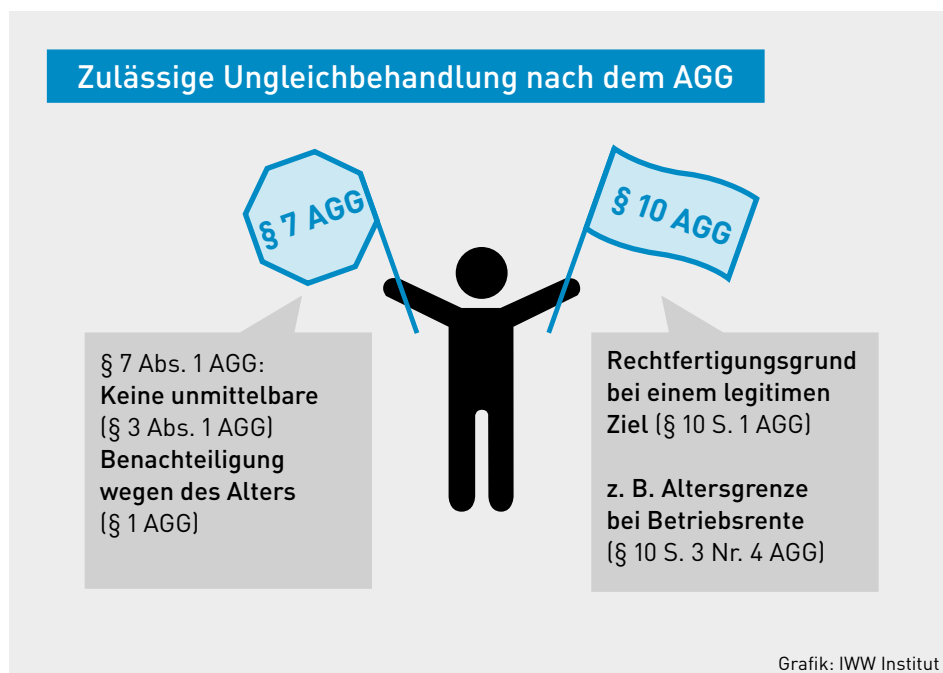 Zulässige Ungleichbehandlung nach dem AGG
§ 7 AGG
§ 10 AGG
§ 7 Abs. 1 AGG:
Keine unmittelbare
(§ 3 Abs. 1 AGG)
Benachteiligung
wegen des Alters
(§ 1 AGG)
Rechtfertigungsgrund
bei einem legitimen
Ziel (§ 10 S. 1 AGG)
z. B. Altersgrenze
bei Betriebsrente
(§ 10 S. 3 Nr. 4 AGG)
Grafik: IWW Institut